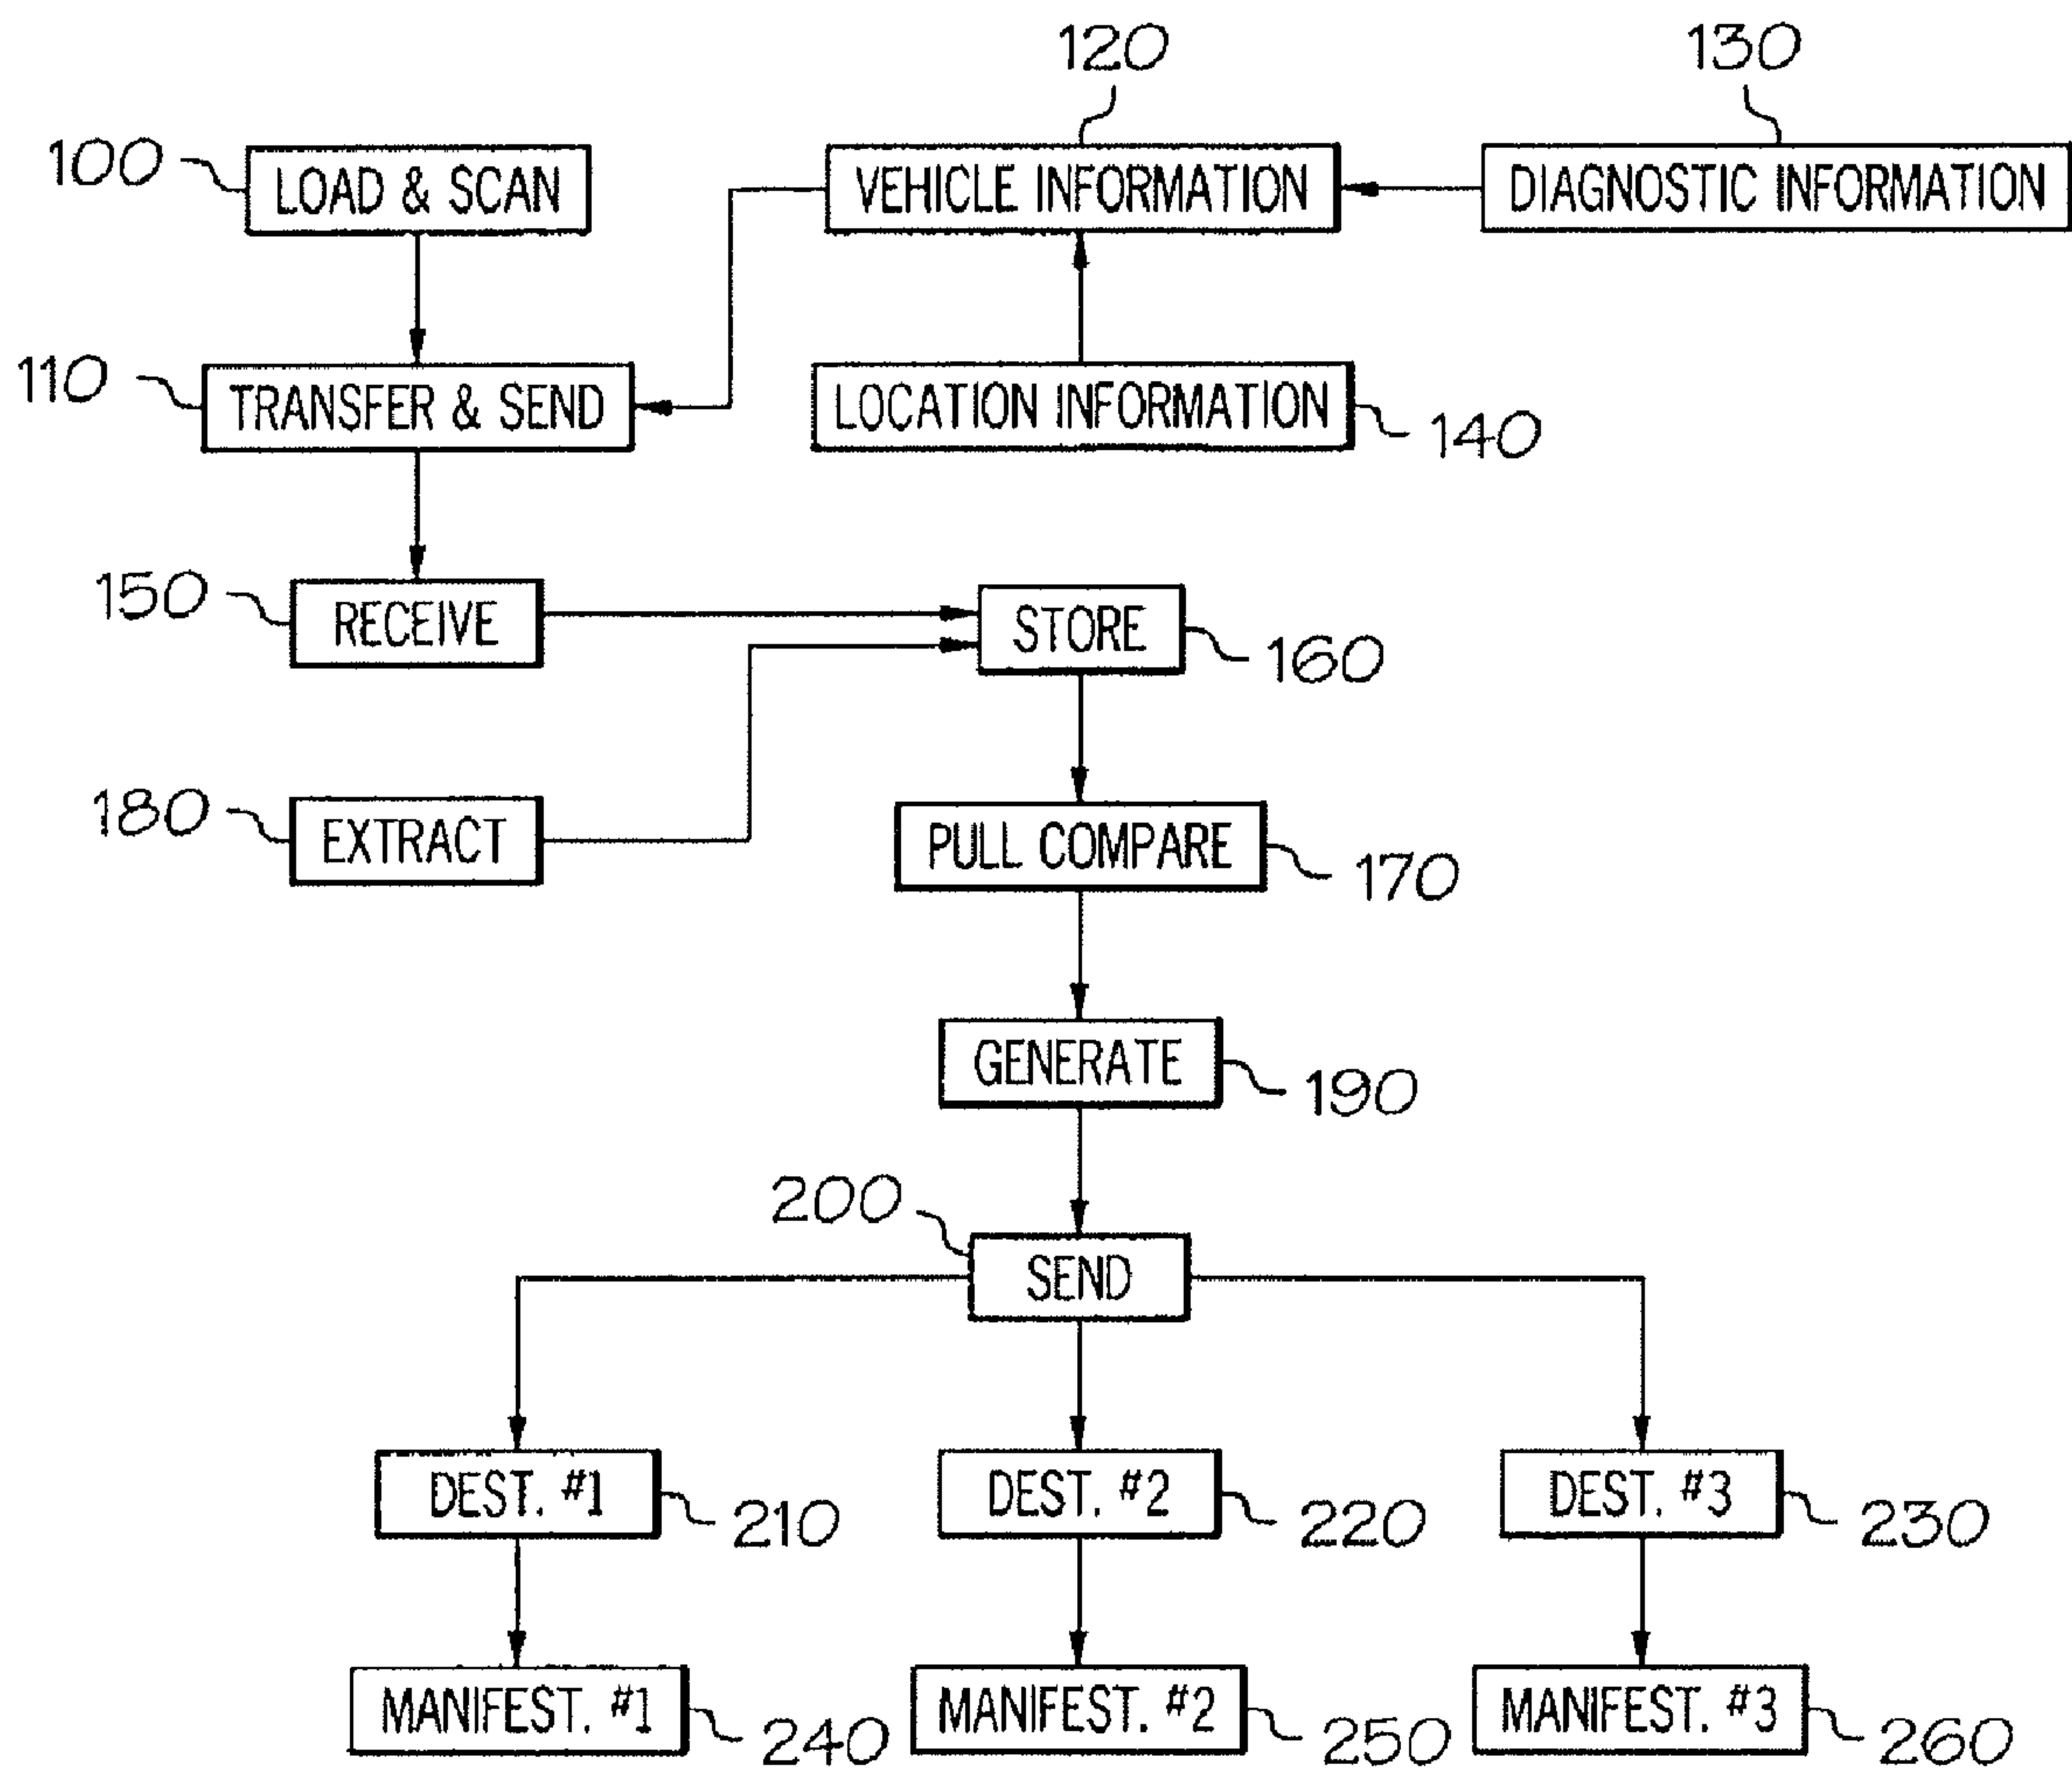 120
130
100
LOAD & SCAN
VEHICLE INFORMATION
DIAGNOSTIC INFORMATION
110
TRANSFER & SEND
LOCATION INFORMATION
140
150
RECEIVE
STORE
160
180
EXTRACT
PULL COMPARE
170
GENERATE
190
200
SEND
DEST. #1
210
DEST. #2
220
DEST. #3
230
MANIFEST. #1
240
MANIFEST. #2
250
MANIFEST. #3
260